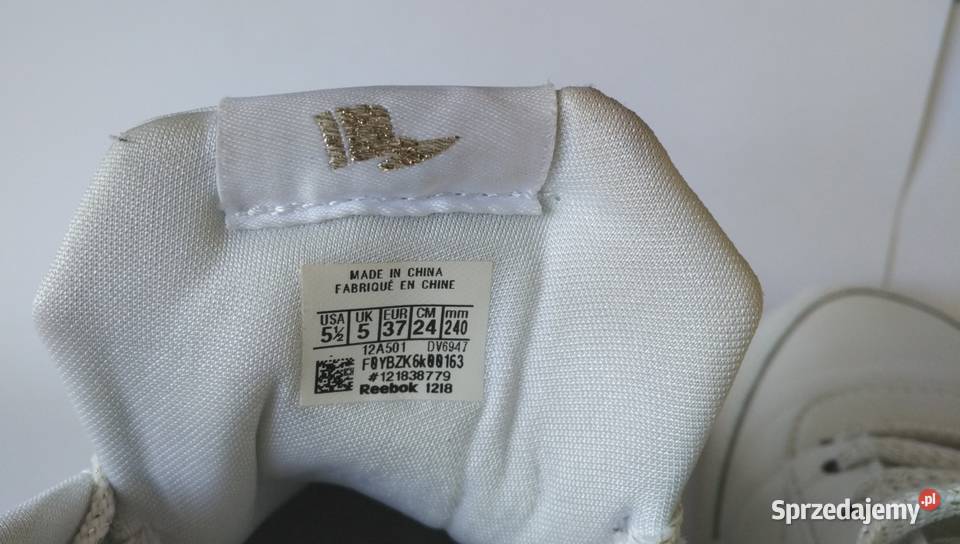 MADE IN CHINA
FABRIQUÉ EN CHINE
USA UK EUR CM mm
5½ 5 37 24 240
12A501 DV6947
F0YBZK6k00163
#121838779
Reebok 1218
Sprzedajemy.pl